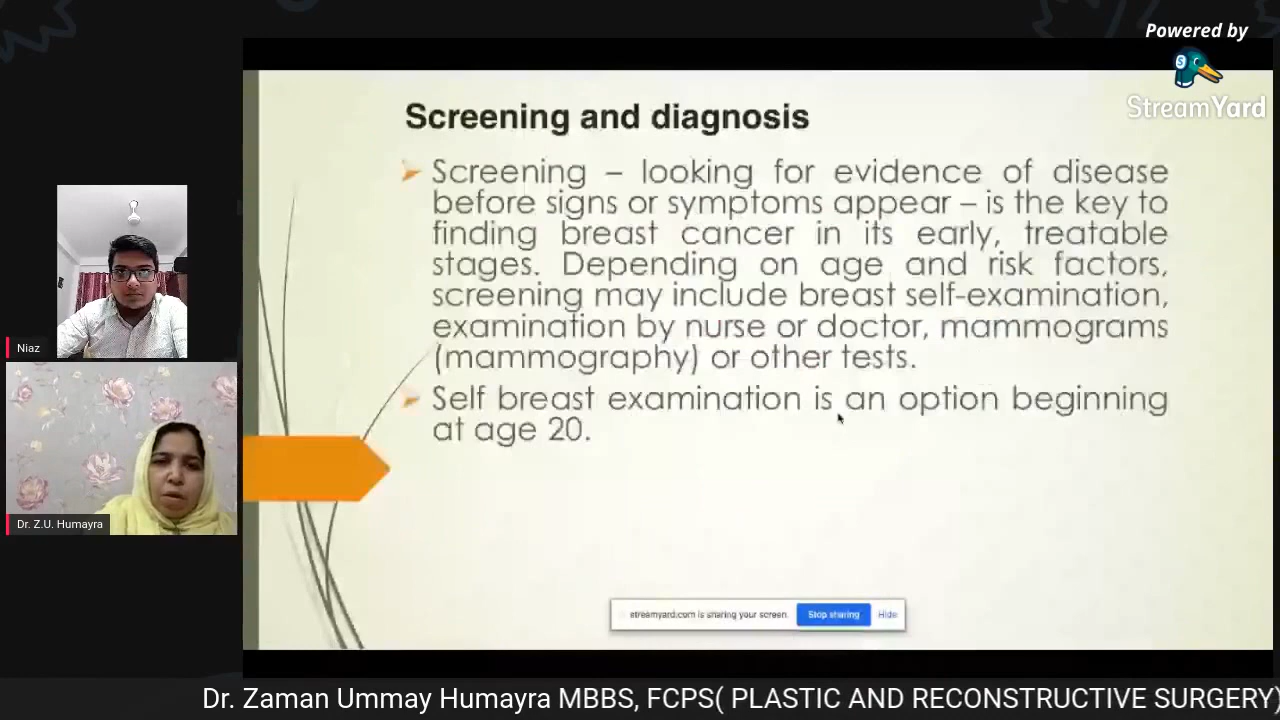 Powered by
StreamYard
Screening and diagnosis
Screening – looking for evidence of disease
before signs or symptoms appear – is the key to
finding breast cancer in its early, treatable
stages. Depending on age and risk factors,
screening may include breast self-examination,
examination by nurse or doctor, mammograms
(mammography) or other tests.
Self breast examination is an option beginning
at age 20.
Niaz
Dr. Z.U. Humayra
streamyard.com is sharing your screen. Stop sharing Hide
Dr. Zaman Ummay Humayra MBBS, FCPS( PLASTIC AND RECONSTRUCTIVE SURGERY)